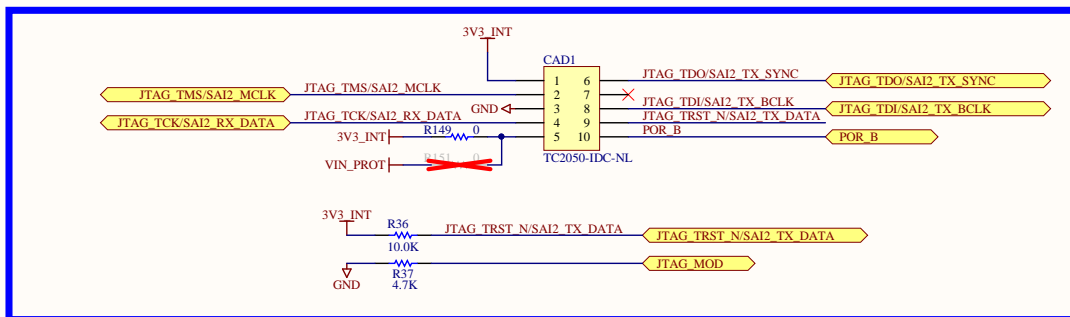 3V3_INT
CAD1
1 6
2 7
3 8
4 9
5 10
TC2050-IDC-NL
JTAG_TMS/SAI2_MCLK JTAG_TMS/SAI2_MCLK
GND
JTAG_TCK/SAI2_RX_DATA JTAG_TCK/SAI2_RX_DATA
3V3_INT R149 0
VIN_PROT R151 0
JTAG_TDO/SAI2_TX_SYNC JTAG_TDO/SAI2_TX_SYNC
JTAG_TDI/SAI2_TX_BCLK JTAG_TDI/SAI2_TX_BCLK
JTAG_TRST_N/SAI2_TX_DATA
POR_B POR_B
3V3_INT
R36
10.0K
JTAG_TRST_N/SAI2_TX_DATA JTAG_TRST_N/SAI2_TX_DATA
GND
R37
4.7K
JTAG_MOD